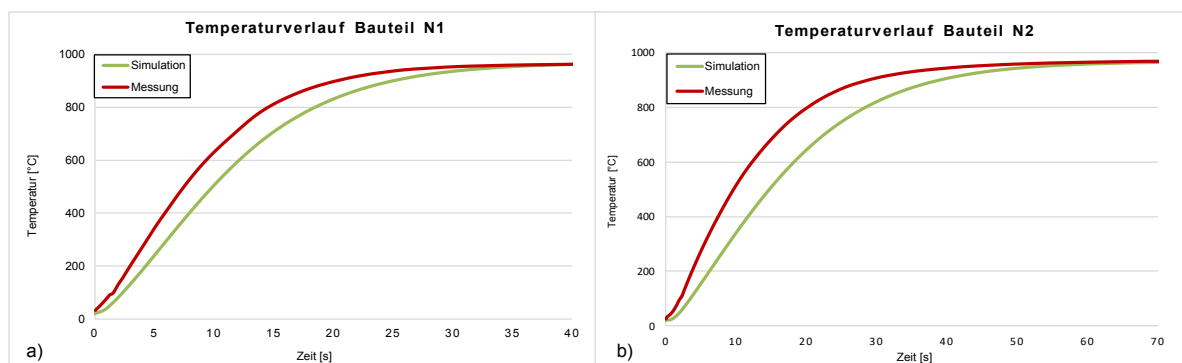 Temperaturverlauf Bauteil N1
1000
800
600
400
200
0
Temperatur [°C]
Simulation
Messung
0 5 10 15 20 25 30 35 40
Zeit [s]
a)
Temperaturverlauf Bauteil N2
1000
800
600
400
200
0
Temperatur [°C]
Simulation
Messung
0 10 20 30 40 50 60 70
Zeit [s]
b)